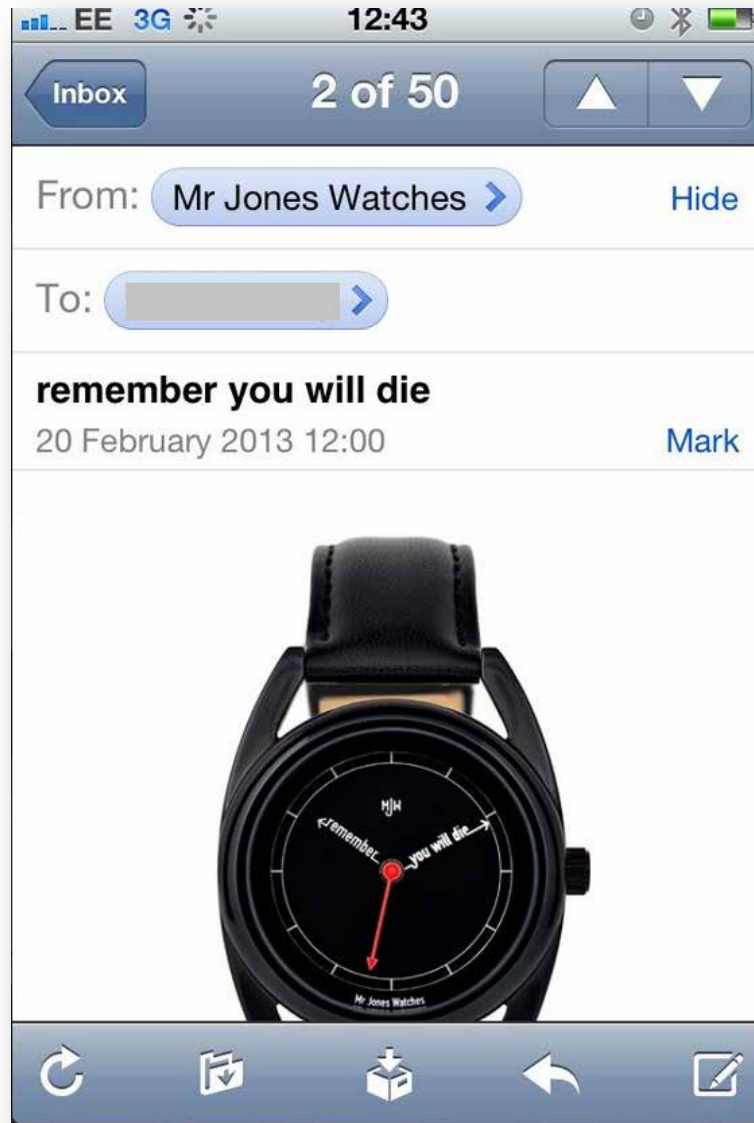 EE 3G 12:43
Inbox 2 of 50
From: Mr Jones Watches Hide
To:
remember you will die
20 February 2013 12:00 Mark
MJW
remember
you will die
Mr Jones Watches